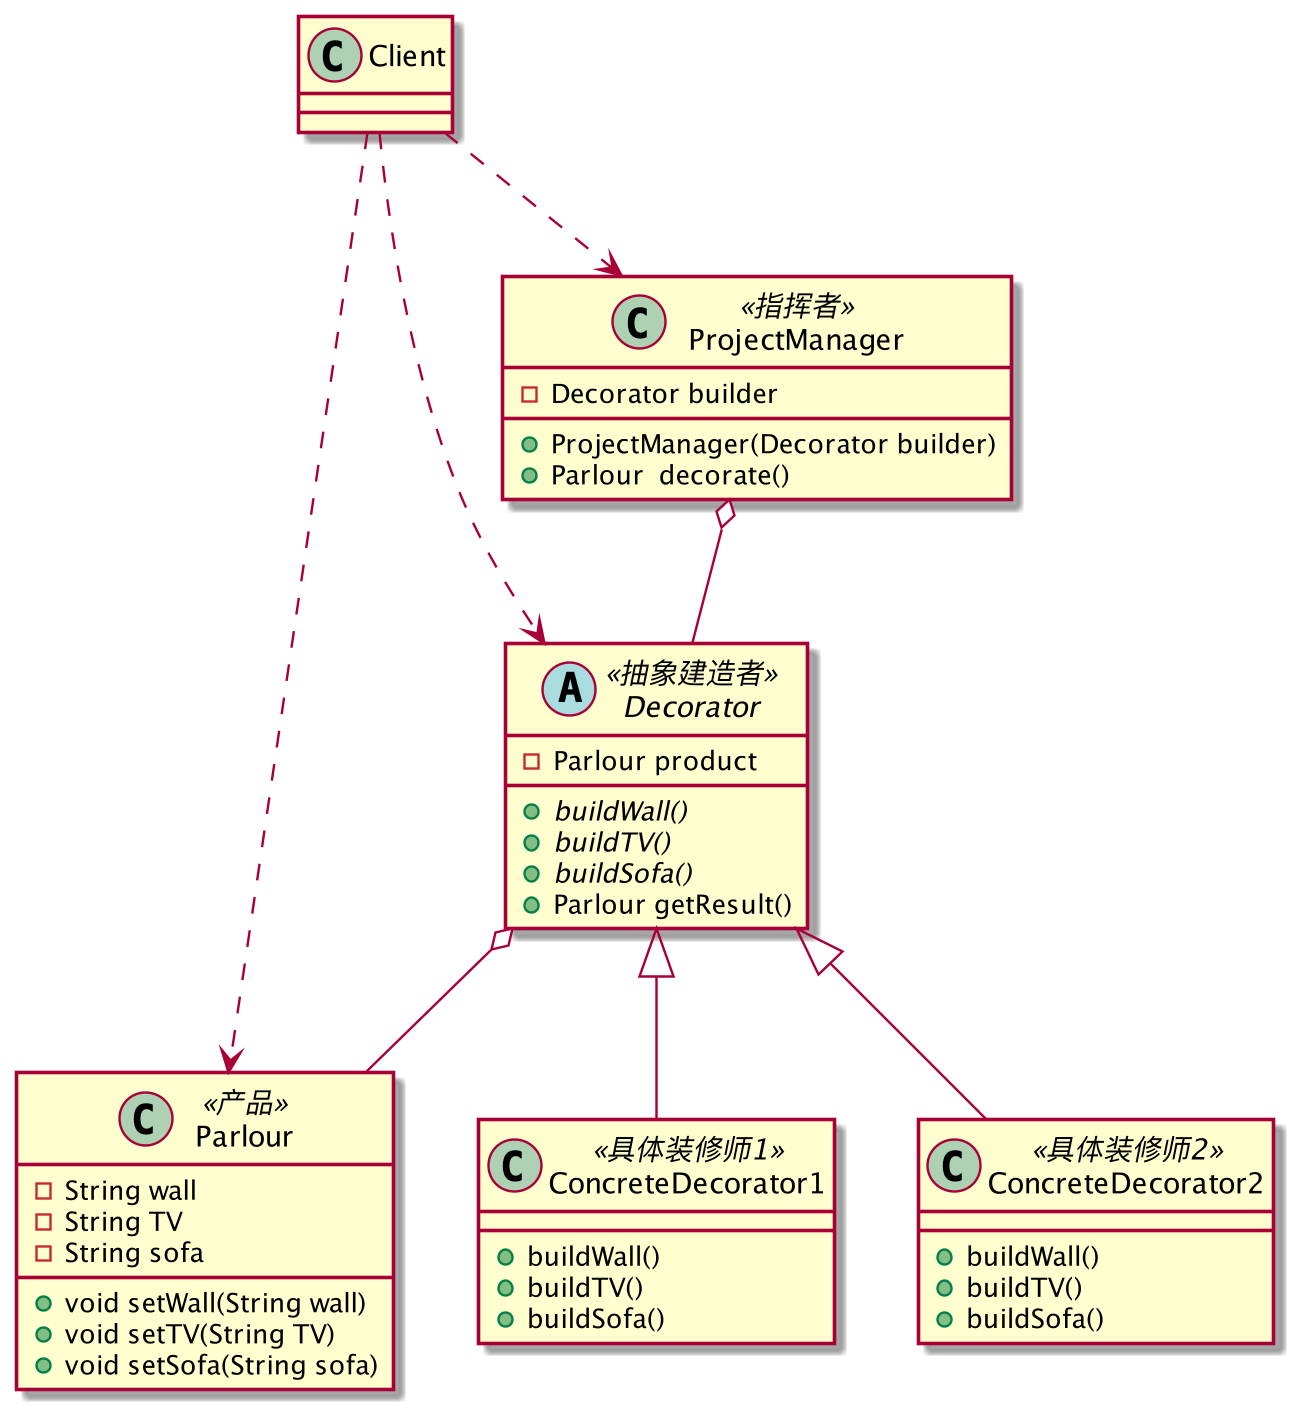 C Client
«指挥者»
C ProjectManager
Decorator builder
ProjectManager(Decorator builder)
Parlour  decorate()
«抽象建造者»
A Decorator
Parlour product
buildWall()
buildTV()
buildSofa()
Parlour getResult()
«产品»
C Parlour
String wall
String TV
String sofa
void setWall(String wall)
void setTV(String TV)
void setSofa(String sofa)
«具体装修师1»
C ConcreteDecorator1
buildWall()
buildTV()
buildSofa()
«具体装修师2»
C ConcreteDecorator2
buildWall()
buildTV()
buildSofa()